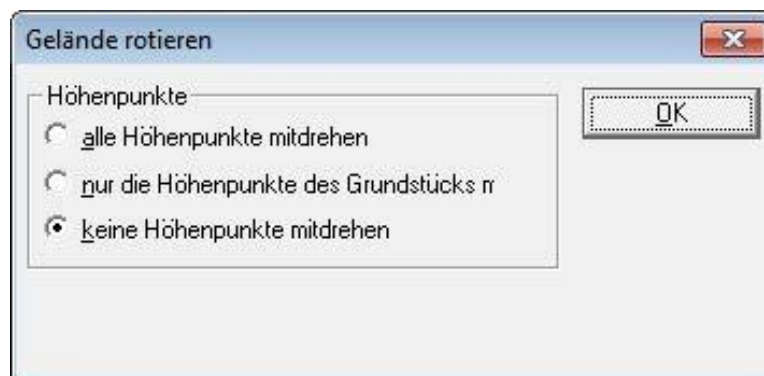 Gelände rotieren
Höhenpunkte
alle Höhenpunkte mitdrehen
OK
nur die Höhenpunkte des Grundstücks
keine Höhenpunkte mitdrehen